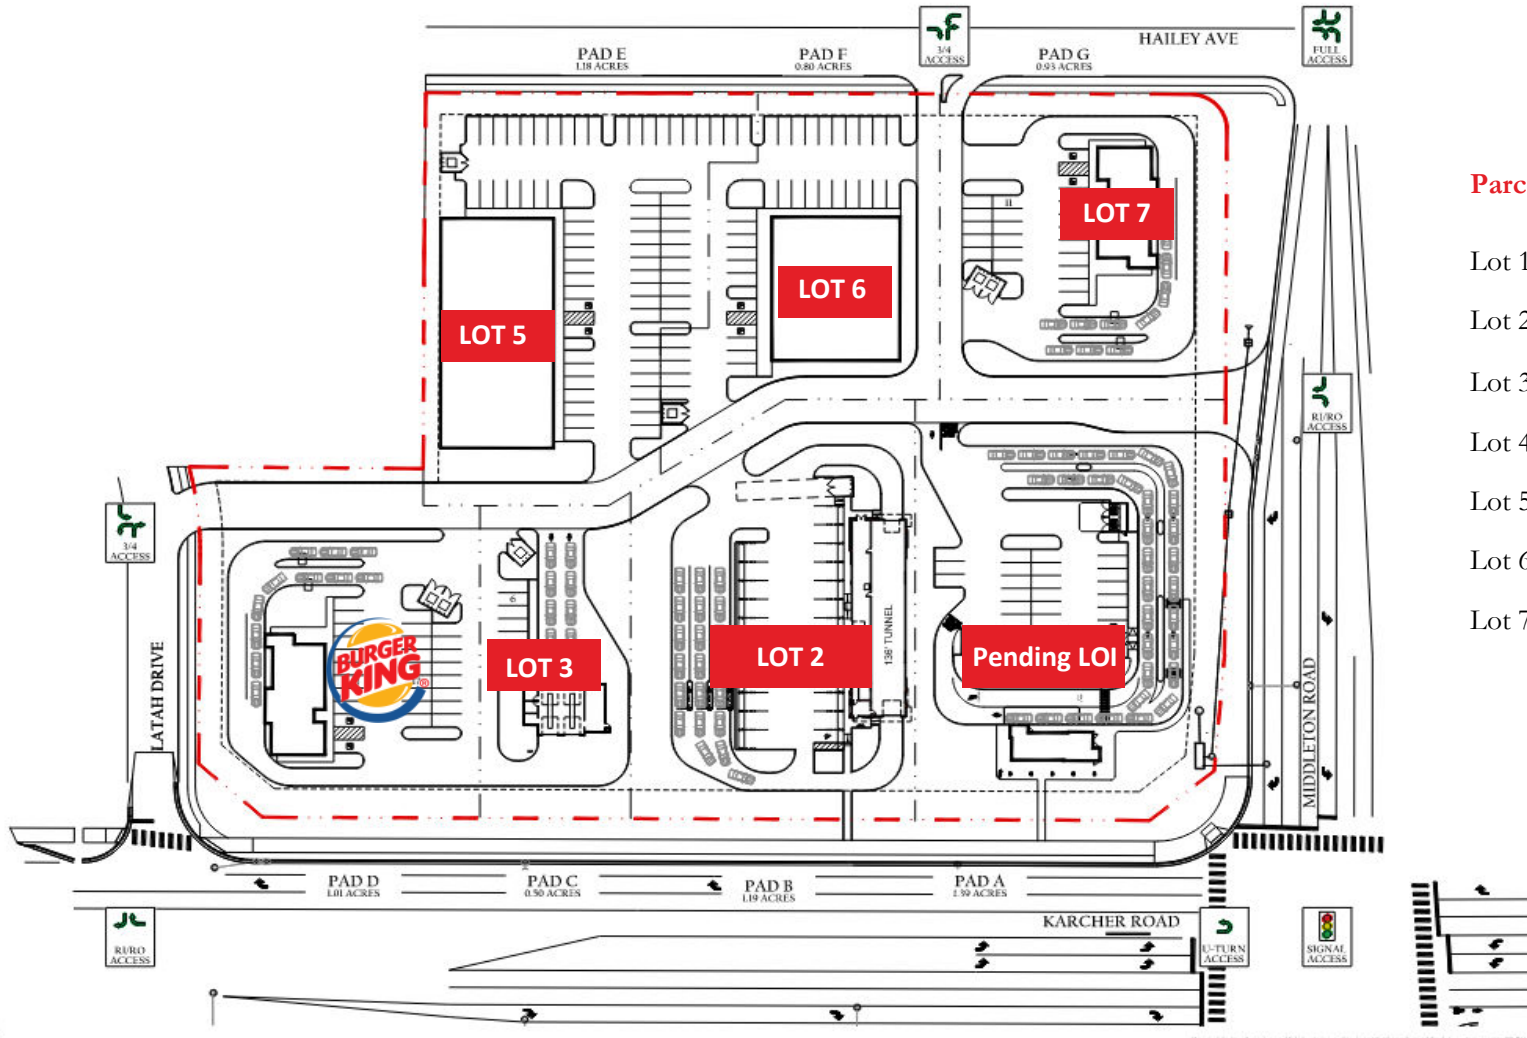 HAILEY AVE
3/4
ACCESS
FULL
ACCESS
PAD E
1.18 ACRES
PAD F
0.80 ACRES
PAD G
0.93 ACRES
Parc
Lot 1
Lot 2
Lot 3
Lot 4
Lot 5
Lot 6
Lot 7
LOT 7
11
LOT 6
LOT 5
RI/RO
ACCESS
3/4
ACCESS
6
136' TUNNEL
BURGER
KING
®
LOT 3
LOT 2
Pending LOI
LATAH DRIVE
MIDDLETON ROAD
PAD D
1.01 ACRES
PAD C
0.50 ACRES
PAD B
1.19 ACRES
PAD A
1.39 ACRES
KARCHER ROAD
RI/RO
ACCESS
U-TURN
ACCESS
SIGNAL
ACCESS